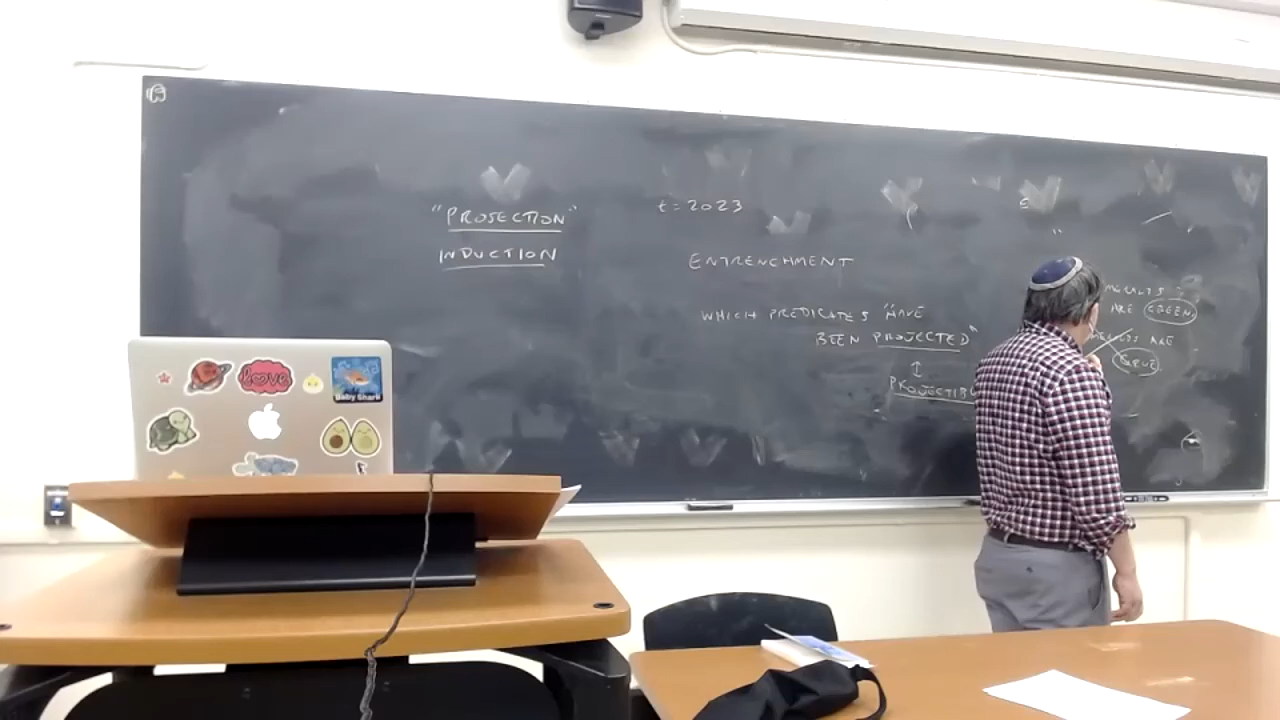 "PROJECTION"
INDUCTION
t = 2023
ENTRENCHMENT
WHICH PREDICATES "HAVE
BEEN PROJECTED"
↕
ARE GREEN
ARE
GRUE
love
Baby Shark